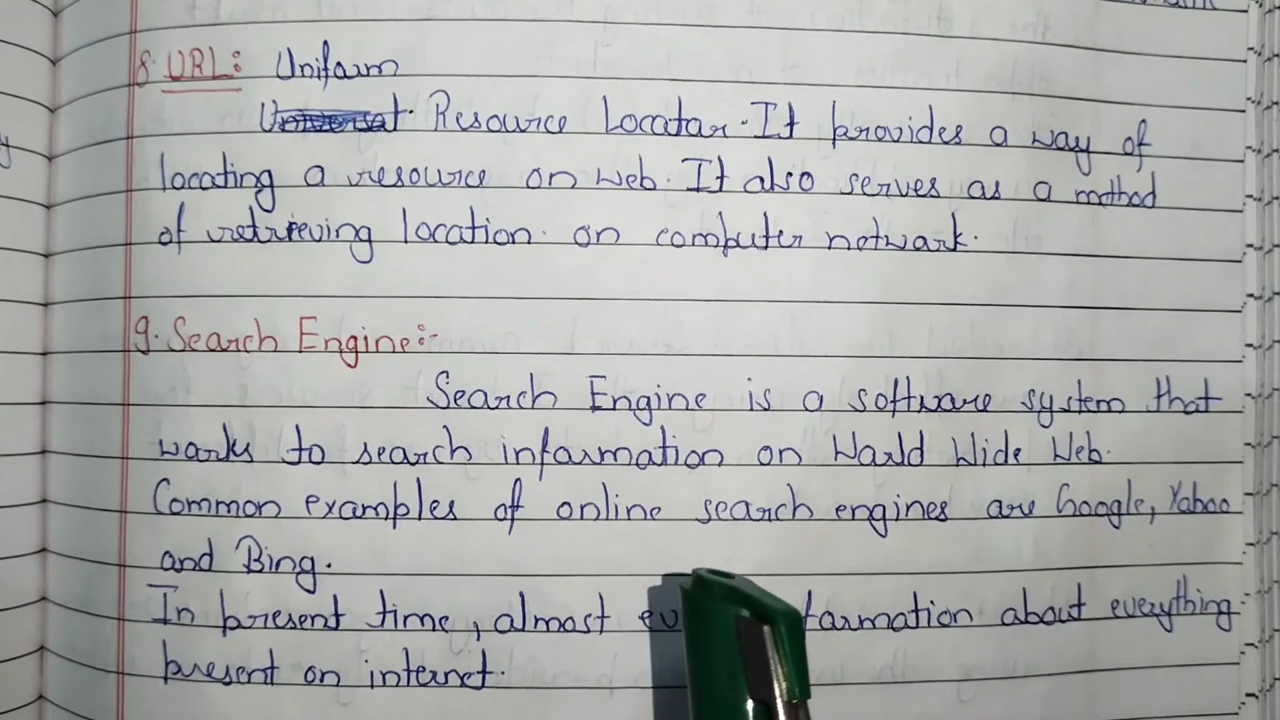 8. URL: Uniform
Resource Locator. It provides a way of
locating a resource on web. It also serves as a method
of retrieving location. on computer network.
9. Search Engine:-
Search Engine is a software system that
works to search information on World Wide Web.
Common examples of online search engines are Google, Yahoo
and Bing.
In present time, almost about everything
present on internet.